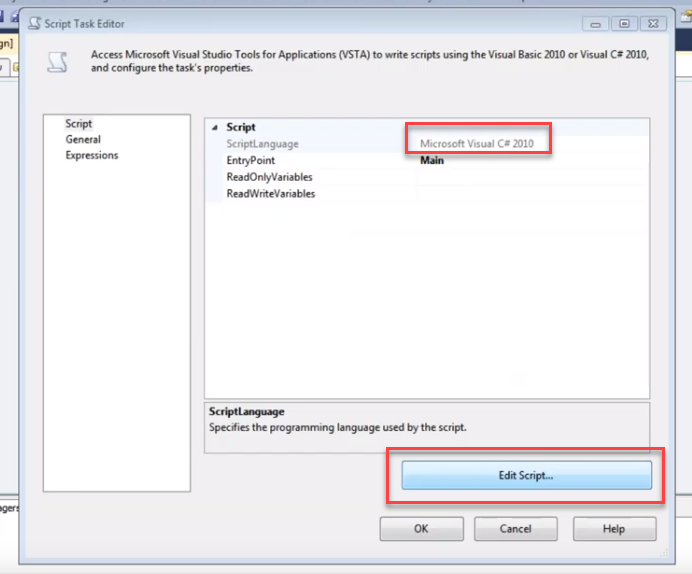 gn]
Script Task Editor
Access Microsoft Visual Studio Tools for Applications (VSTA) to write scripts using the Visual Basic 2010 or Visual C# 2010,
and configure the task's properties.
Script
General
Expressions
Script
ScriptLanguage Microsoft Visual C# 2010
EntryPoint Main
ReadOnlyVariables
ReadWriteVariables
ScriptLanguage
Specifies the programming language used by the script.
Edit Script...
agers
OK Cancel Help